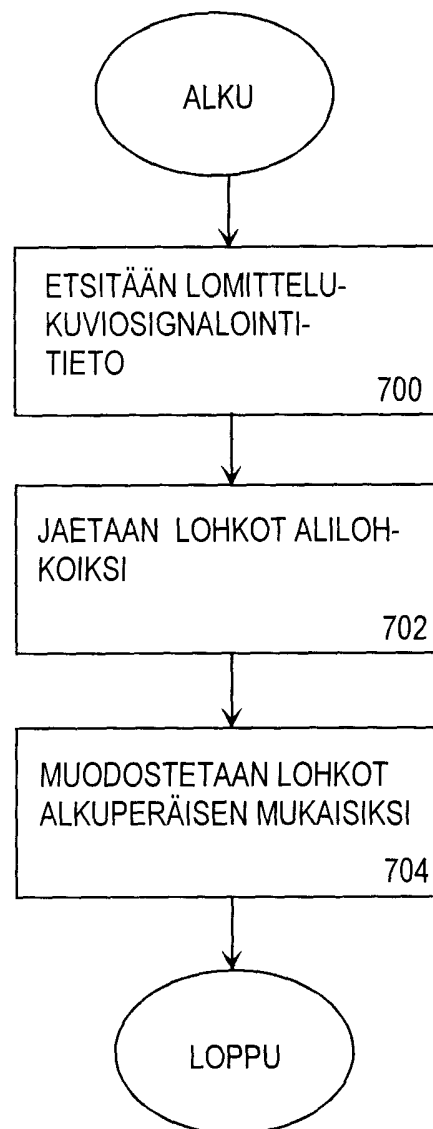 ALKU
ETSITÄÄN LOMITTELU-
KUVIOSIGNALOINTI-
TIETO
700
JAETAAN LOHKOT ALILOH-
KOIKSI
702
MUODOSTETAAN LOHKOT
ALKUPERÄISEN MUKAISIKSI
704
LOPPU